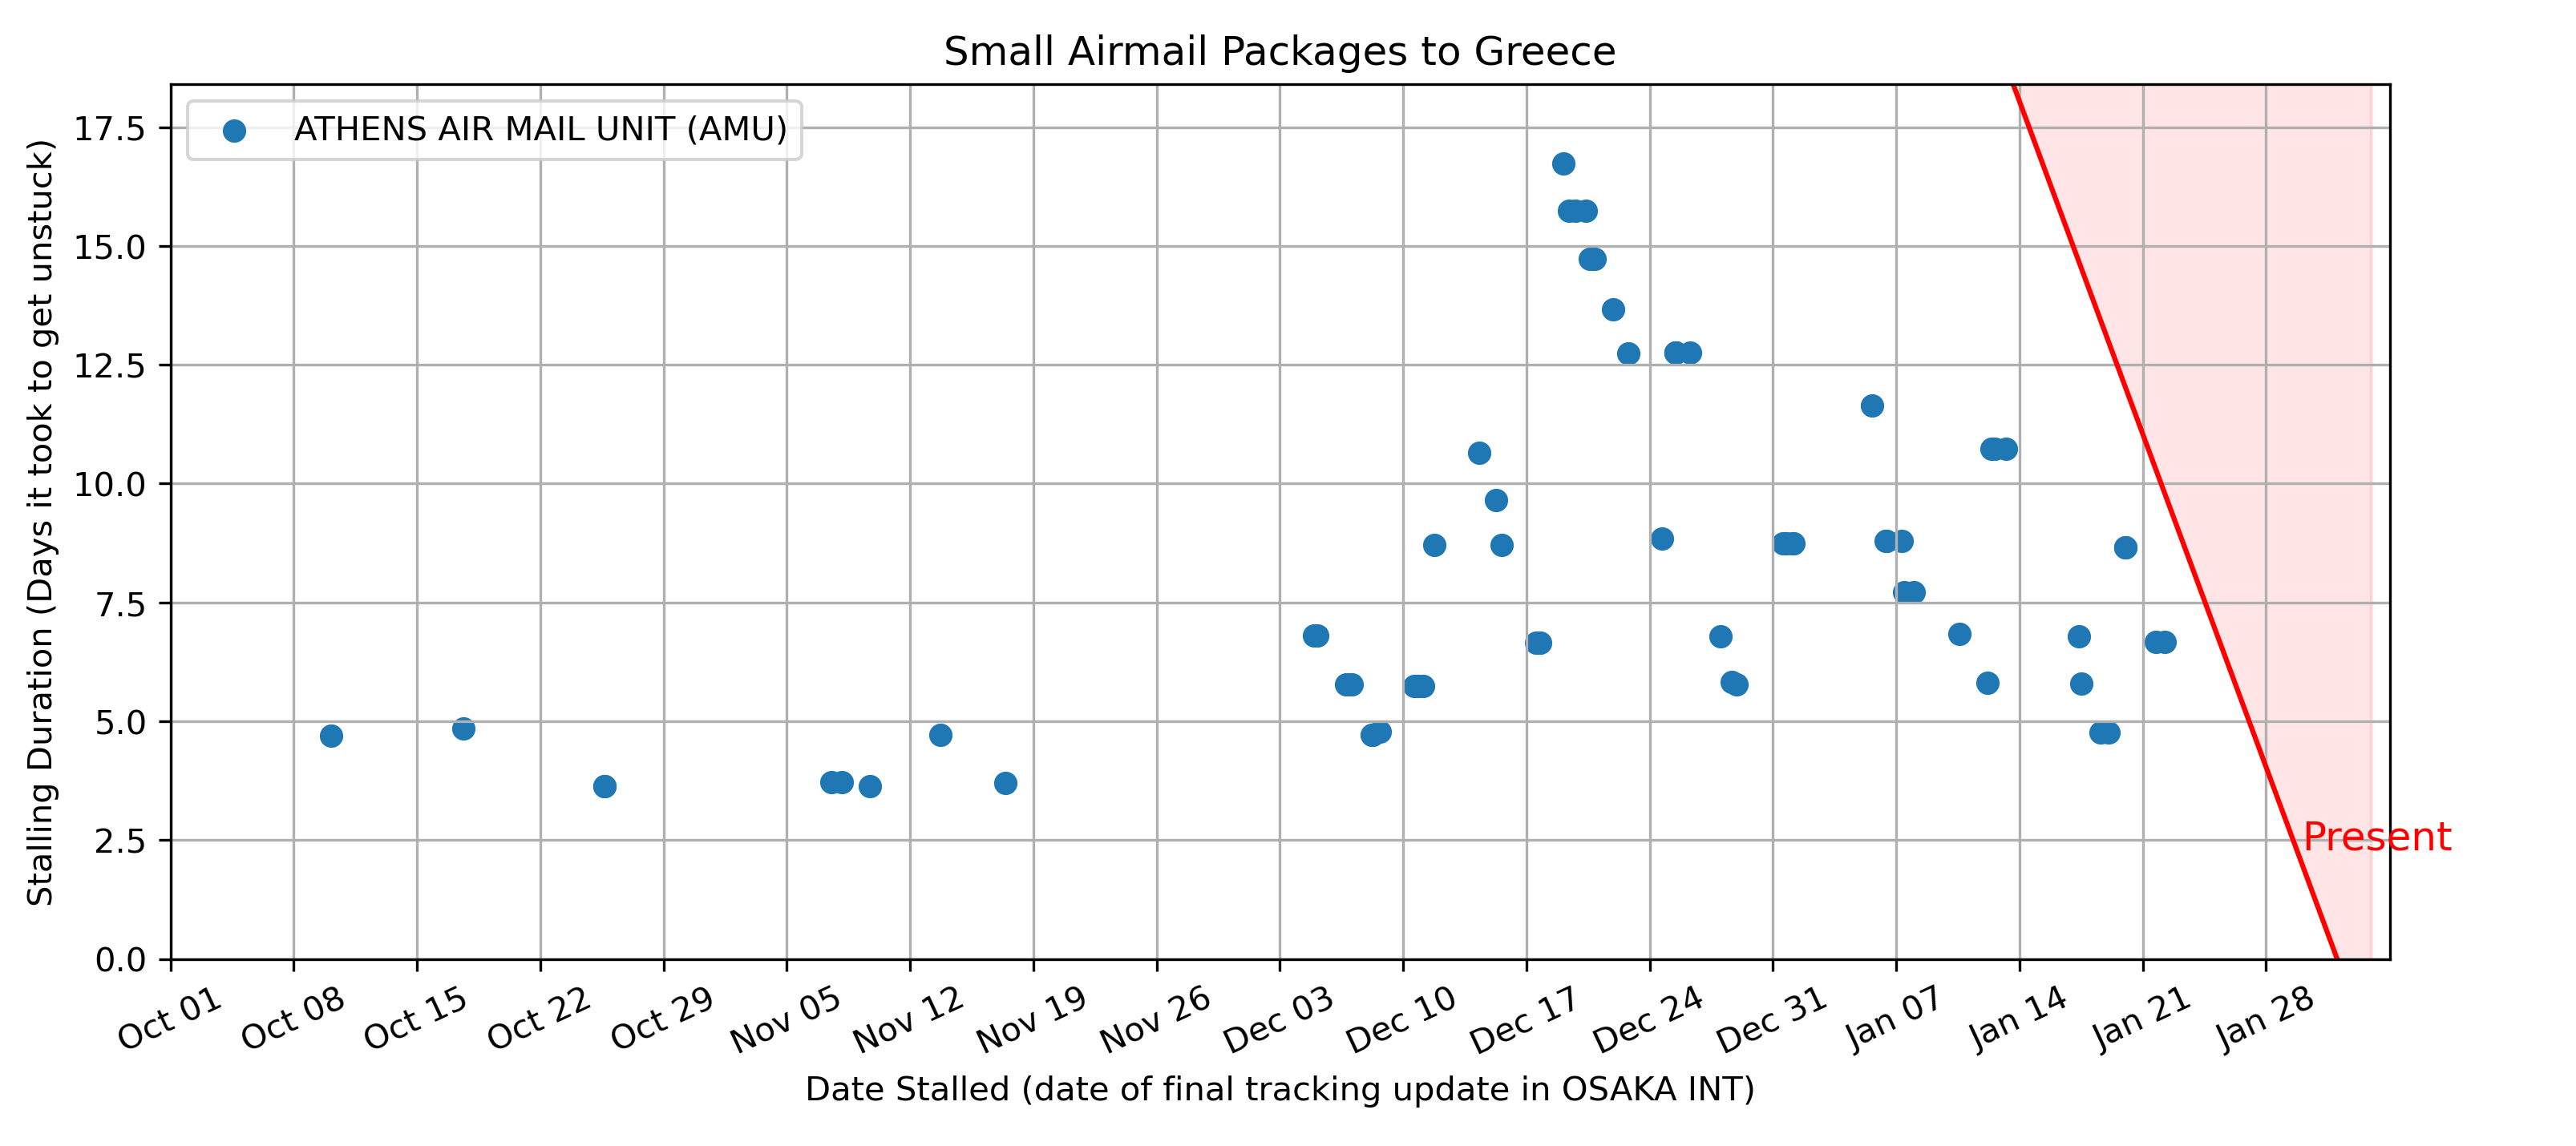 Small Airmail Packages to Greece
ATHENS AIR MAIL UNIT (AMU)
Stalling Duration (Days it took to get unstuck)
17.5
15.0
12.5
10.0
7.5
5.0
2.5
0.0
Present
Oct 01 Oct 08 Oct 15 Oct 22 Oct 29 Nov 05 Nov 12 Nov 19 Nov 26 Dec 03 Dec 10 Dec 17 Dec 24 Dec 31 Jan 07 Jan 14 Jan 21 Jan 28
Date Stalled (date of final tracking update in OSAKA INT)